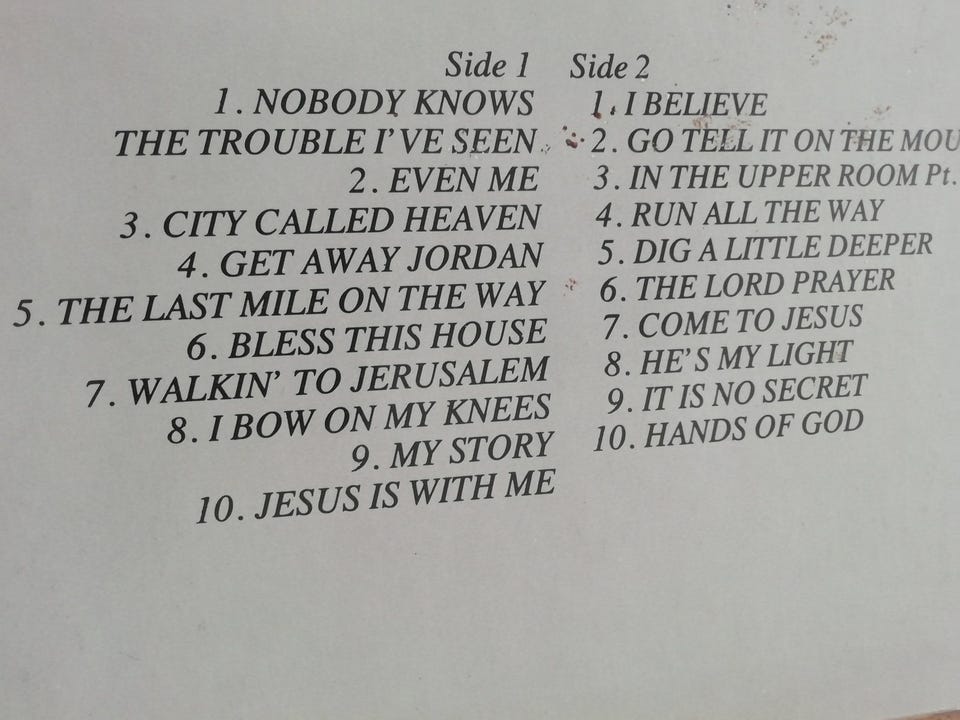 Side 1
1. NOBODY KNOWS
THE TROUBLE I'VE SEEN
2. EVEN ME
3. CITY CALLED HEAVEN
4. GET AWAY JORDAN
5. THE LAST MILE ON THE WAY
6. BLESS THIS HOUSE
7. WALKIN' TO JERUSALEM
8. I BOW ON MY KNEES
9. MY STORY
10. JESUS IS WITH ME
Side 2
1. I BELIEVE
2. GO TELL IT ON THE MOU
3. IN THE UPPER ROOM Pt.
4. RUN ALL THE WAY
5. DIG A LITTLE DEEPER
6. THE LORD PRAYER
7. COME TO JESUS
8. HE'S MY LIGHT
9. IT IS NO SECRET
10. HANDS OF GOD